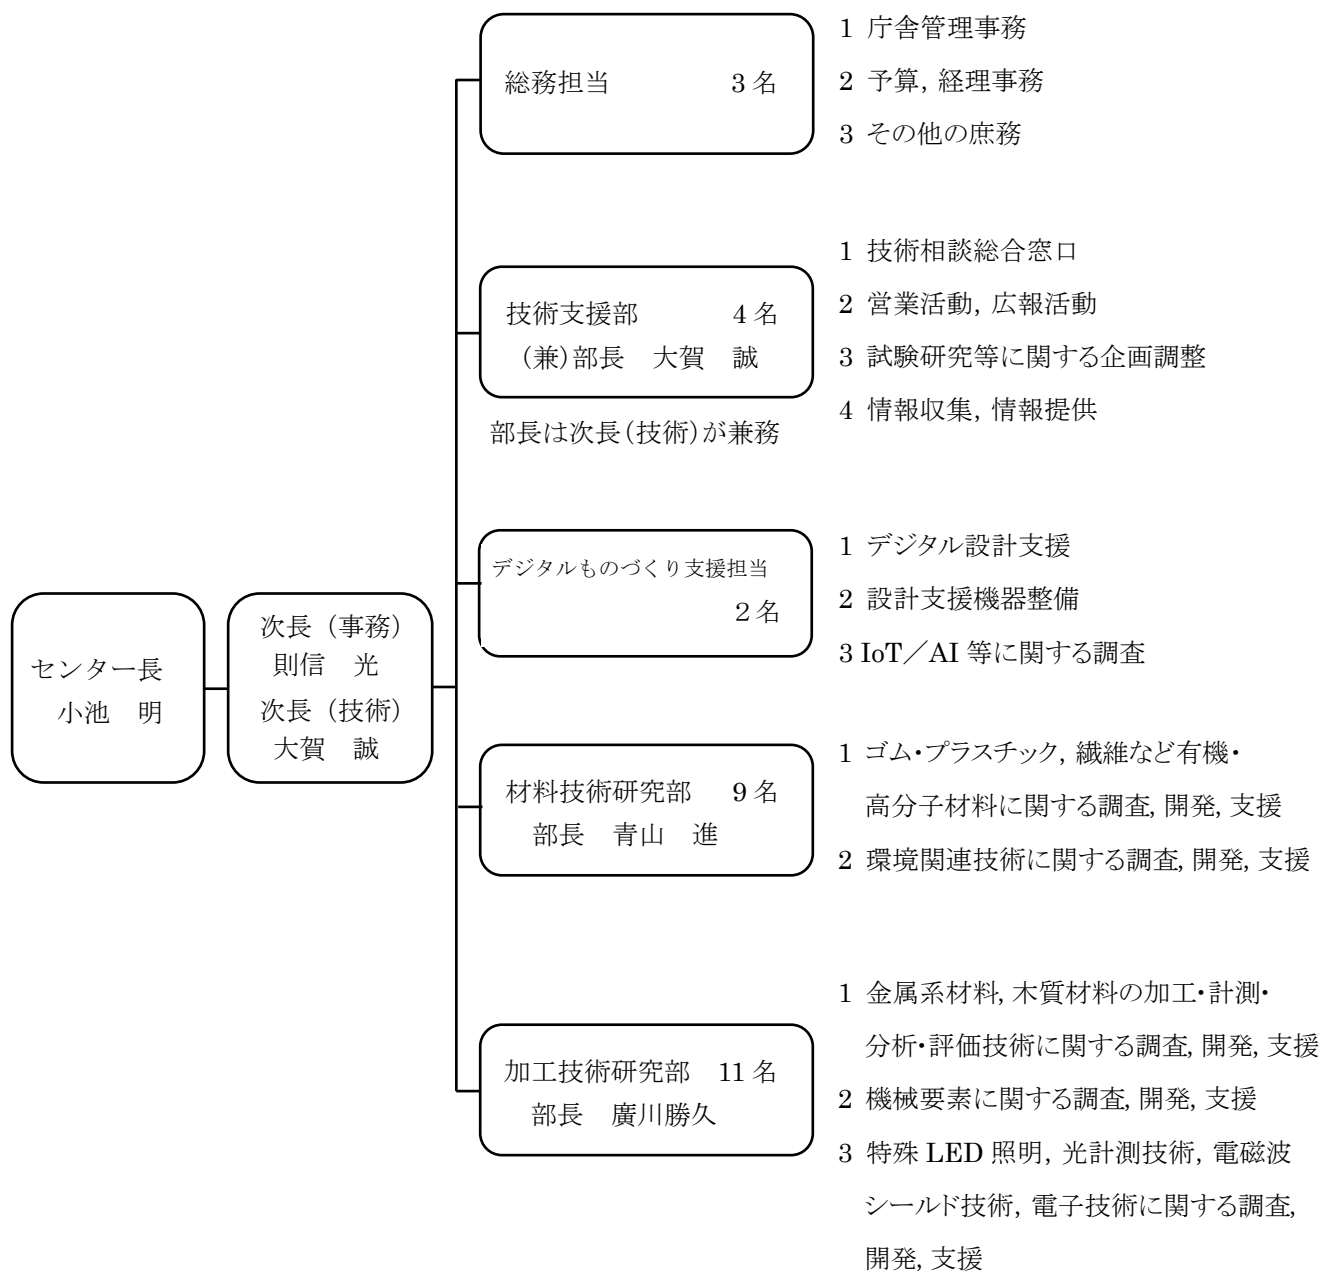 総務担当 3名
1 庁舎管理事務
2 予算, 経理事務
3 その他の庶務
技術支援部 4名
(兼)部長 大賀 誠
部長は次長(技術)が兼務
1 技術相談総合窓口
2 営業活動, 広報活動
3 試験研究等に関する企画調整
4 情報収集, 情報提供
デジタルものづくり支援担当
2名
1 デジタル設計支援
2 設計支援機器整備
3 IoT／AI 等に関する調査
センター長
小池 明
次長（事務）
則信 光
次長（技術）
大賀 誠
材料技術研究部 9名
部長 青山 進
1 ゴム・プラスチック, 繊維など有機・
高分子材料に関する調査, 開発, 支援
2 環境関連技術に関する調査, 開発, 支援
加工技術研究部 11名
部長 廣川勝久
1 金属系材料, 木質材料の加工・計測・
分析・評価技術に関する調査, 開発, 支援
2 機械要素に関する調査, 開発, 支援
3 特殊 LED 照明, 光計測技術, 電磁波
シールド技術, 電子技術に関する調査,
開発, 支援